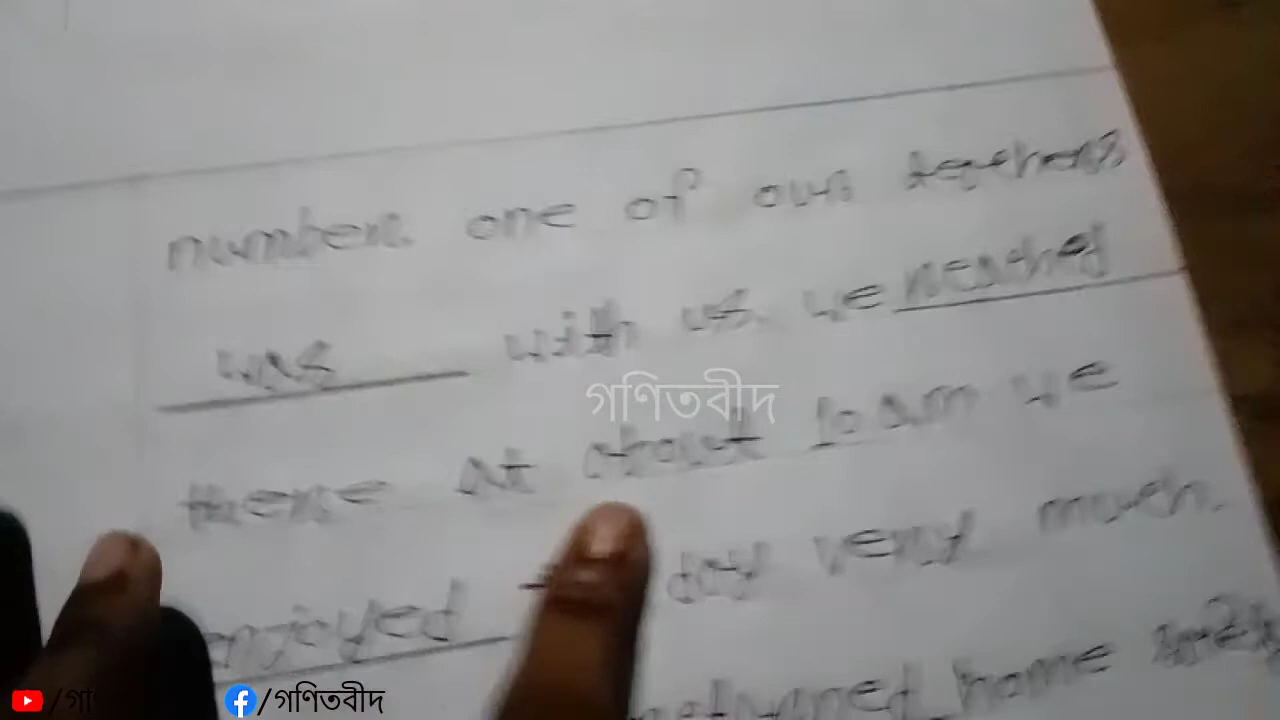 number. one of our teachers
was with us. we reached
গণিতবীদ
there at about 10 am we
enjoyed day very much.
returned home safely
/গণিতবীদ